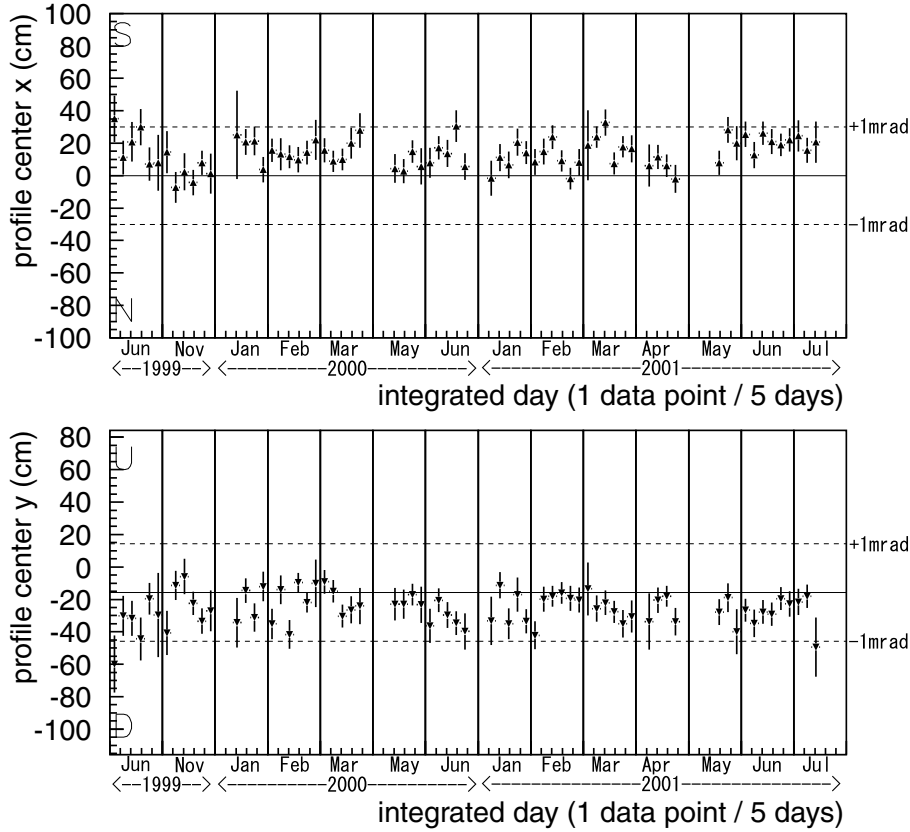 profile center x (cm)
100
80
60
40
20
0
-20
-40
-60
-80
-100
S
N
+1mrad
-1mrad
Jun Nov Jan Feb Mar May Jun Jan Feb Mar Apr May Jun Jul
<--1999--> <----------2000----------> <---------------2001--------------->
integrated day (1 data point / 5 days)
profile center y (cm)
80
60
40
20
0
-20
-40
-60
-80
-100
U
D
+1mrad
-1mrad
Jun Nov Jan Feb Mar May Jun Jan Feb Mar Apr May Jun Jul
<--1999--> <----------2000----------> <---------------2001--------------->
integrated day (1 data point / 5 days)